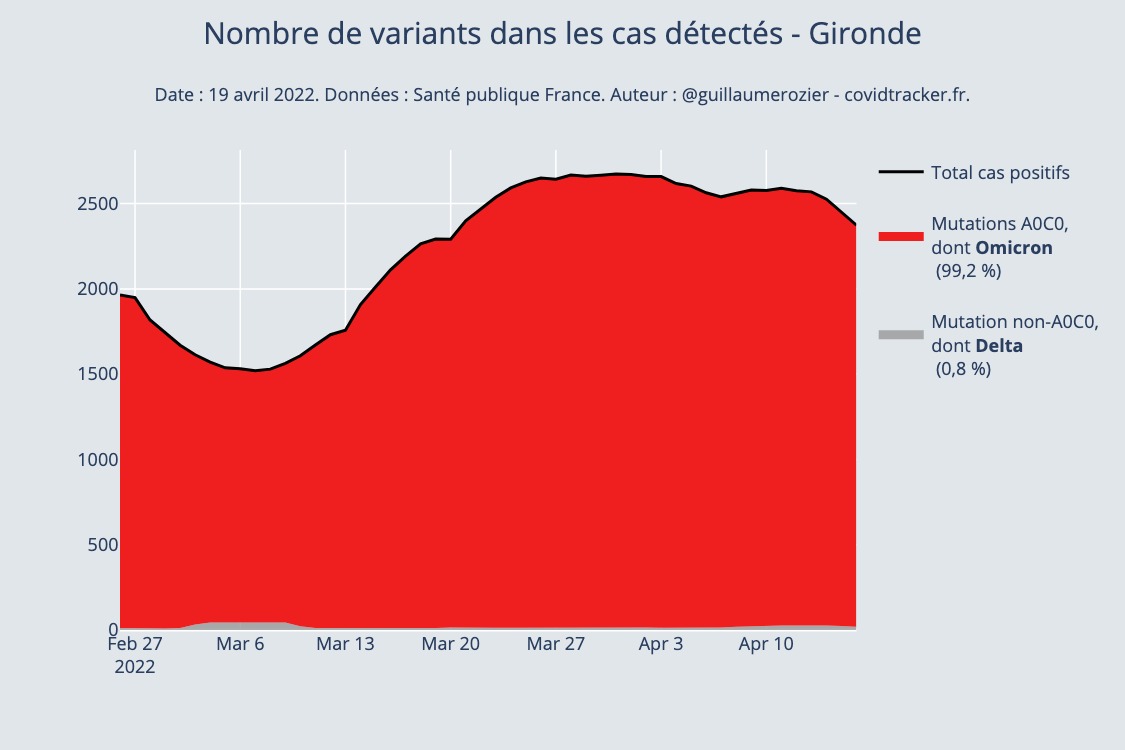 Nombre de variants dans les cas détectés - Gironde
Date : 19 avril 2022. Données : Santé publique France. Auteur : @guillaumerozier - covidtracker.fr.
Total cas positifs
Mutations A0C0,
dont Omicron
(99,2 %)
Mutation non-A0C0,
dont Delta
(0,8 %)
2500
2000
1500
1000
500
0
Feb 27
2022
Mar 6
Mar 13
Mar 20
Mar 27
Apr 3
Apr 10